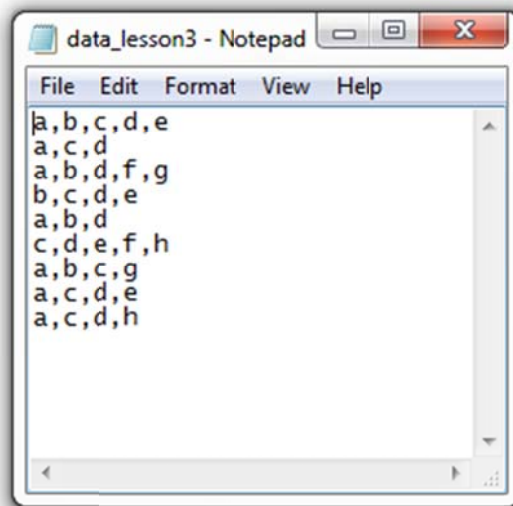 data_lesson3 - Notepad
File Edit Format View Help
a,b,c,d,e
a,c,d
a,b,d,f,g
b,c,d,e
a,b,d
c,d,e,f,h
a,b,c,g
a,c,d,e
a,c,d,h